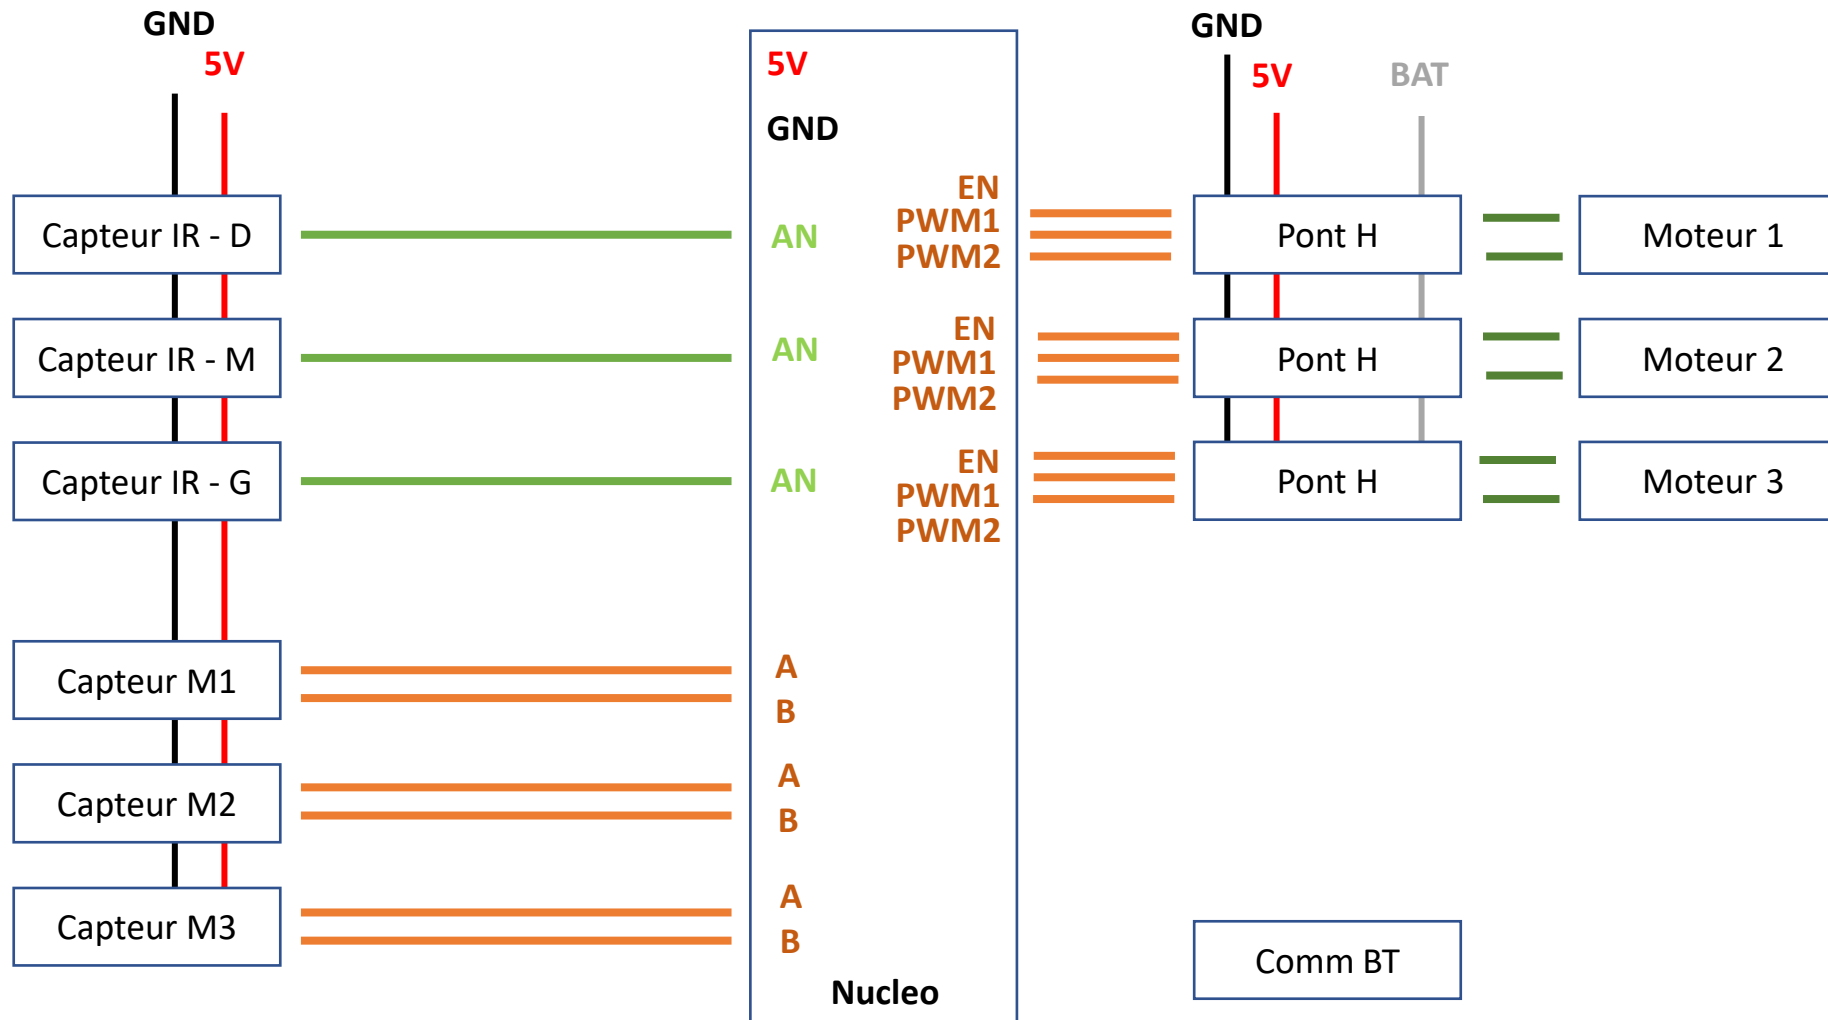 GND
5V
Capteur IR - D
Capteur IR - M
Capteur IR - G
Capteur M1
Capteur M2
Capteur M3
5V
GND
AN
AN
AN
A
B
A
B
A
B
EN
PWM1
PWM2
EN
PWM1
PWM2
EN
PWM1
PWM2
Nucleo
GND
5V
BAT
Pont H
Moteur 1
Pont H
Moteur 2
Pont H
Moteur 3
Comm BT